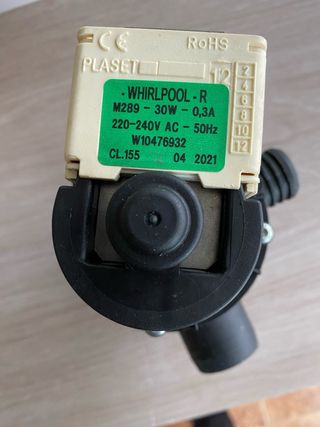 CE RoHS
PLASET 12
2
4
6
8
10
12
- WHIRLPOOL - R
M289 - 30W - 0,3A
220-240V AC - 50Hz
W10476932
CL.155 04 2021